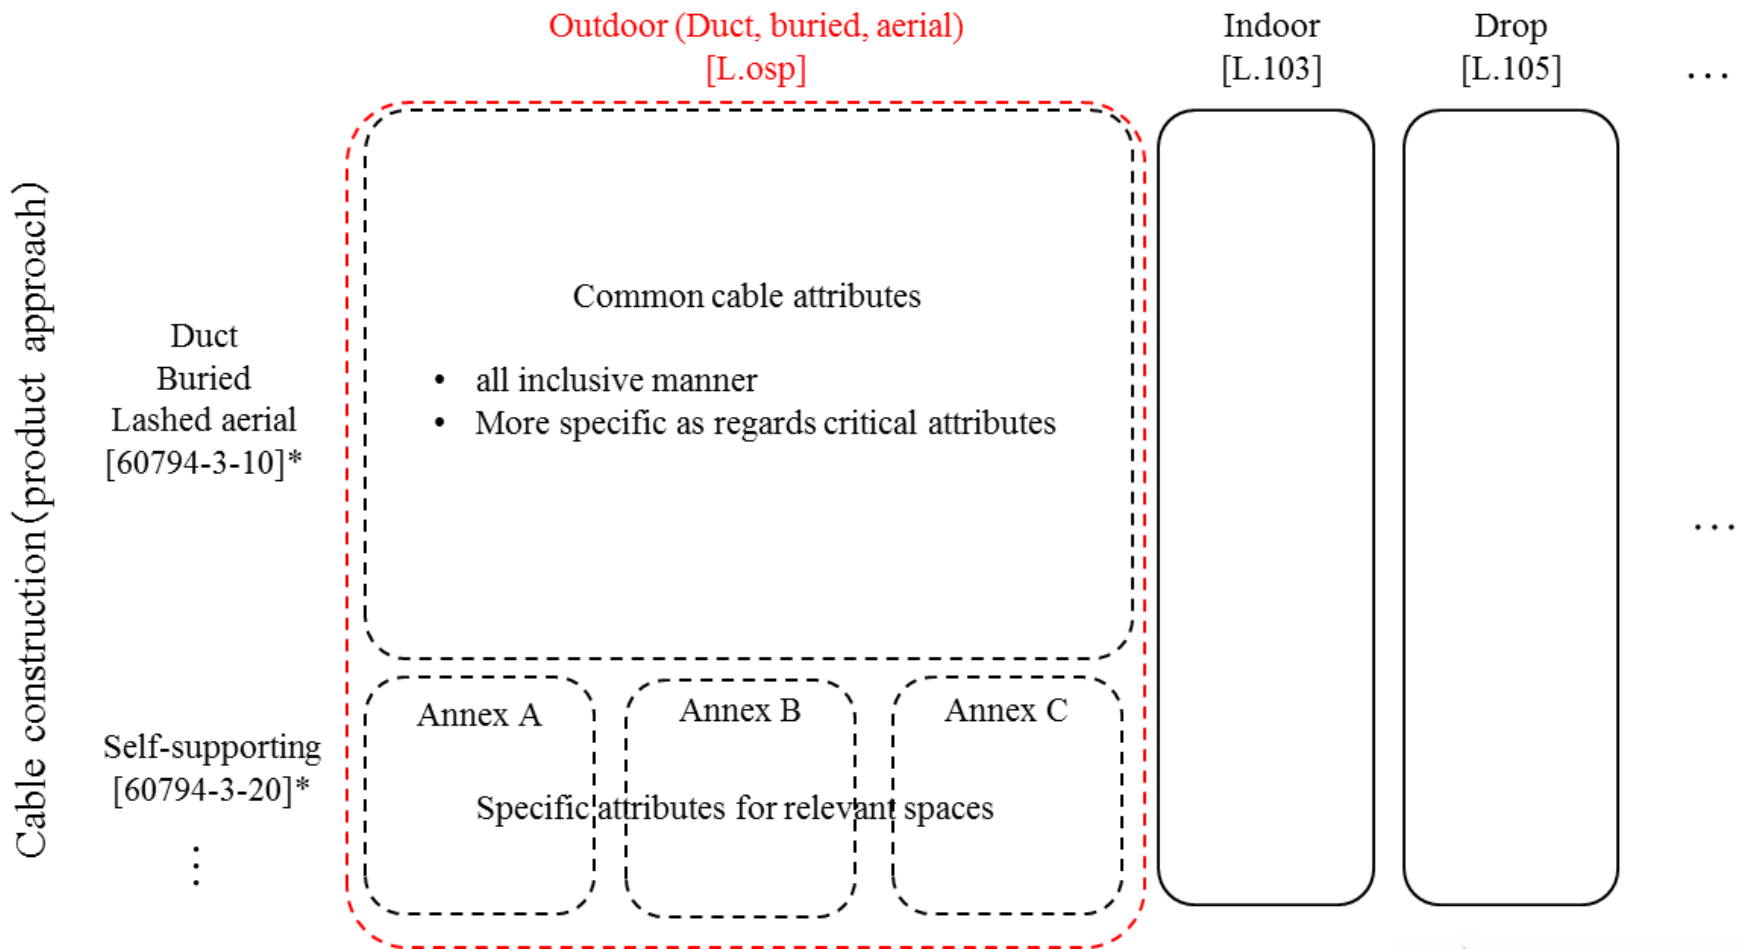 Outdoor (Duct, buried, aerial)
[L.osp]
Indoor
[L.103]
Drop
[L.105]
...
Cable construction (product approach)
Duct
Buried
Lashed aerial
[60794-3-10]*
Common cable attributes
• all inclusive manner
• More specific as regards critical attributes
...
Self-supporting
[60794-3-20]*
⋮
Annex A
Annex B
Annex C
Specific attributes for relevant spaces